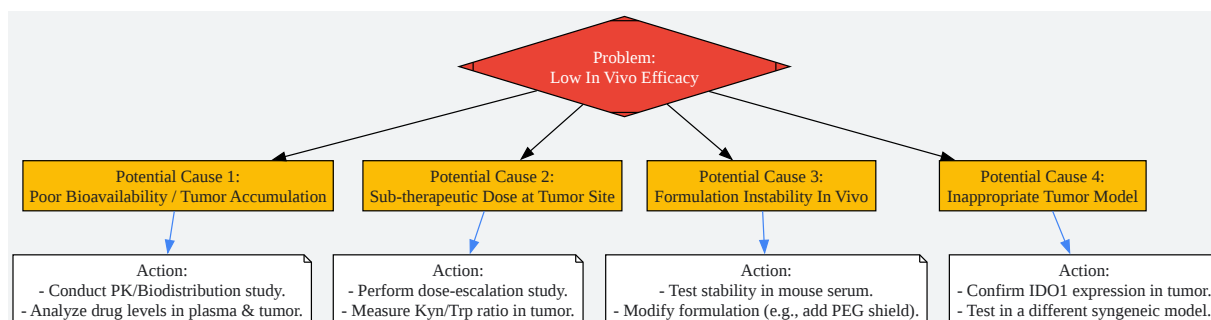 Problem:
Low In Vivo Efficacy
Potential Cause 1:
Poor Bioavailability / Tumor Accumulation
Potential Cause 2:
Sub-therapeutic Dose at Tumor Site
Potential Cause 3:
Formulation Instability In Vivo
Potential Cause 4:
Inappropriate Tumor Model
Action:
- Conduct PK/Biodistribution study.
- Analyze drug levels in plasma & tumor.
Action:
- Perform dose-escalation study.
- Measure Kyn/Trp ratio in tumor.
Action:
- Test stability in mouse serum.
- Modify formulation (e.g., add PEG shield).
Action:
- Confirm IDO1 expression in tumor.
- Test in a different syngeneic model.